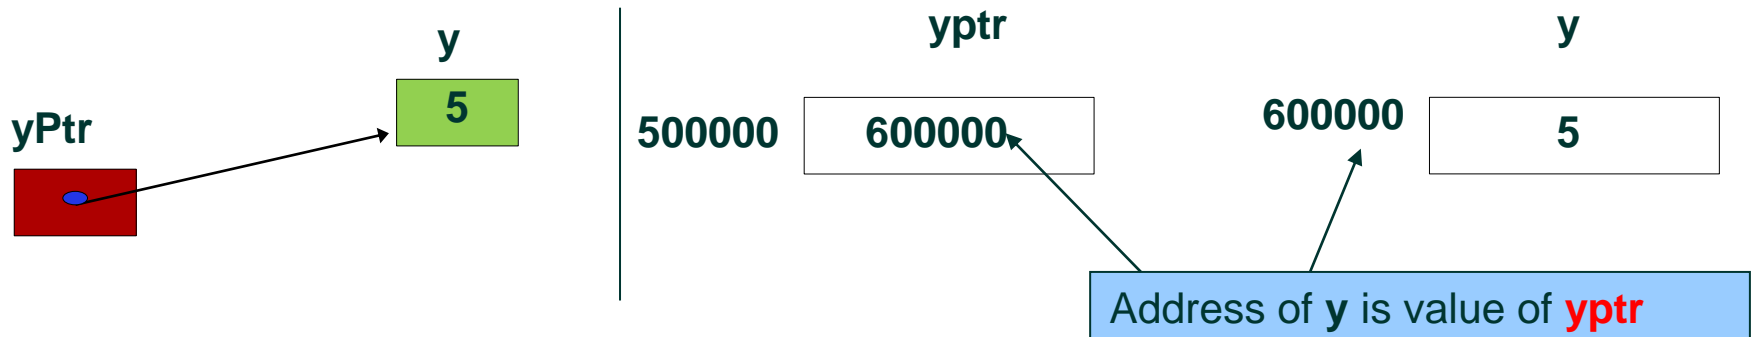 y
5
yPtr
yptr
y
500000
600000
600000
5
Address of y is value of yptr